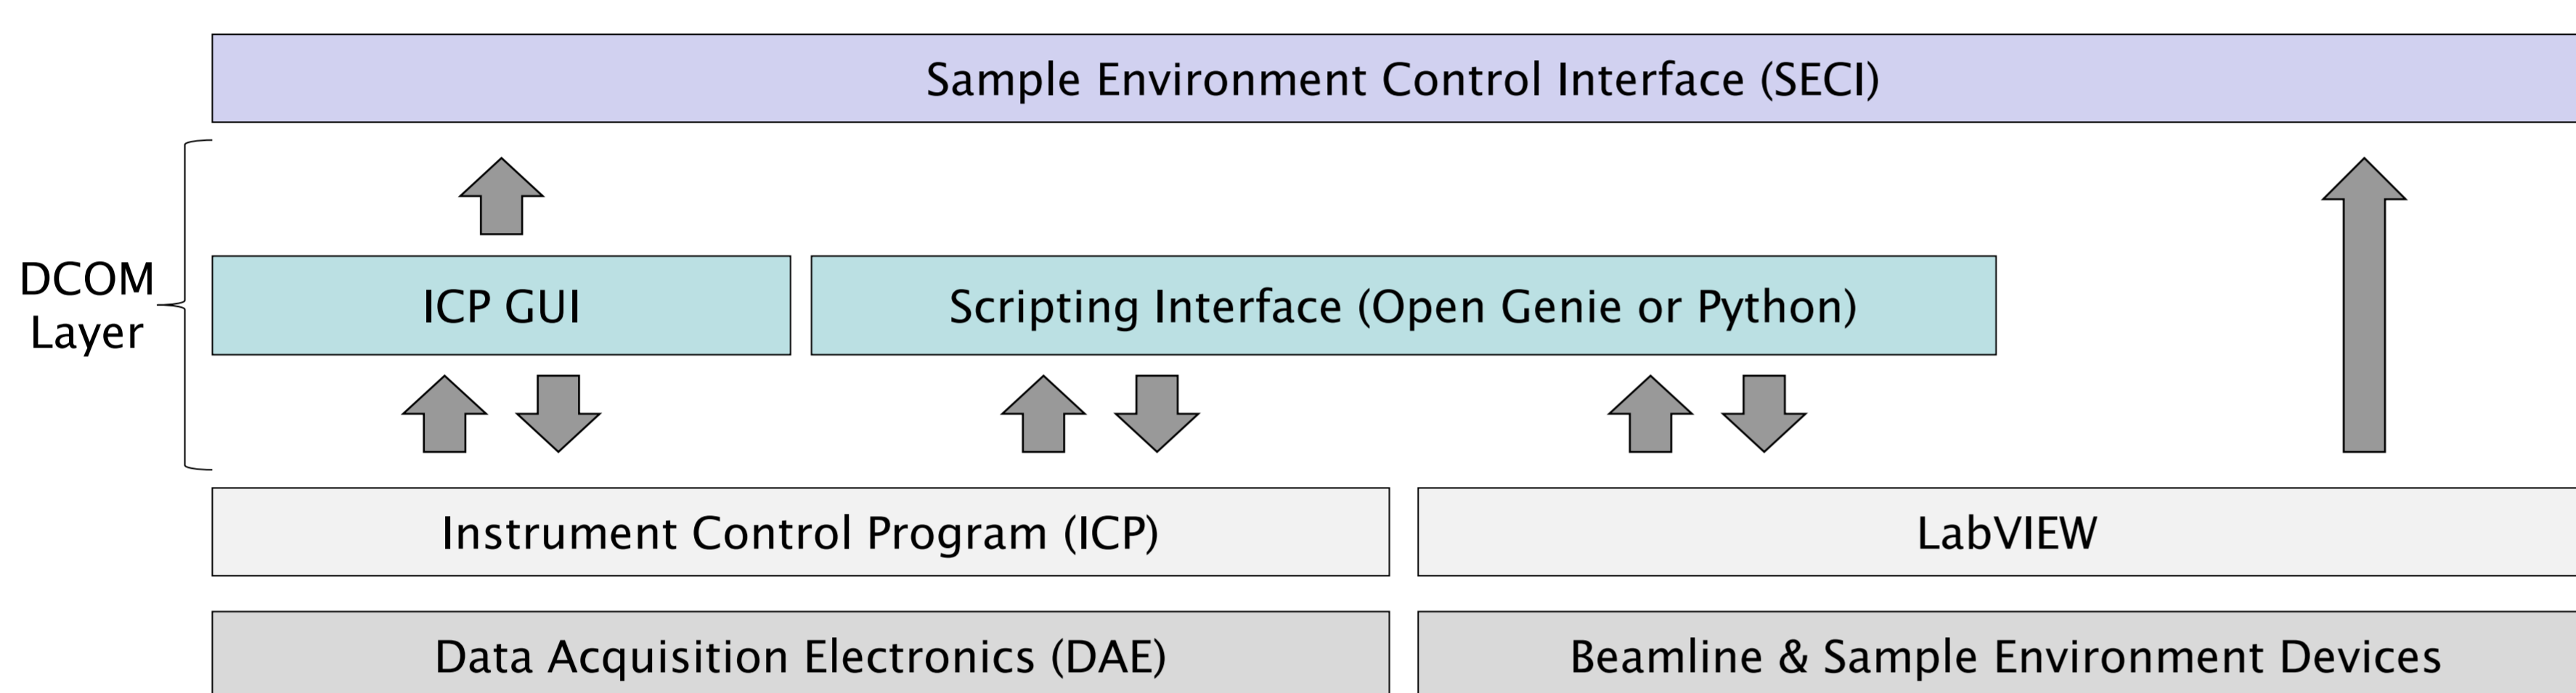 Sample Environment Control Interface (SECI)
DCOM
Layer
ICP GUI
Scripting Interface (Open Genie or Python)
Instrument Control Program (ICP)
LabVIEW
Data Acquisition Electronics (DAE)
Beamline & Sample Environment Devices